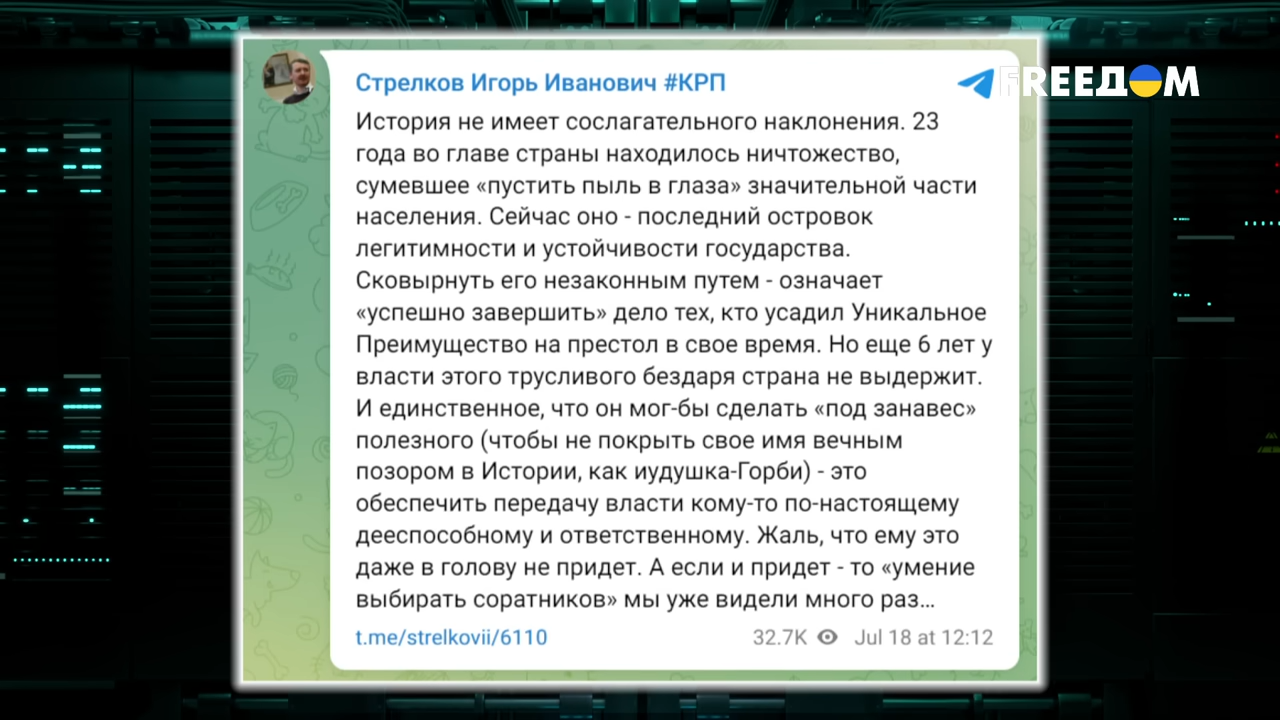 Стрелков Игорь Иванович #КРП
FREEДОМ
История не имеет сослагательного наклонения. 23
года во главе страны находилось ничтожество,
сумевшее «пустить пыль в глаза» значительной части
населения. Сейчас оно - последний островок
легитимности и устойчивости государства.
Сковырнуть его незаконным путем - означает
«успешно завершить» дело тех, кто усадил Уникальное
Преимущество на престол в свое время. Но еще 6 лет у
власти этого трусливого бездаря страна не выдержит.
И единственное, что он мог-бы сделать «под занавес»
полезного (чтобы не покрыть свое имя вечным
позором в Истории, как иудушка-Горби) - это
обеспечить передачу власти кому-то по-настоящему
дееспособному и ответственному. Жаль, что ему это
даже в голову не придет. А если и придет - то «умение
выбирать соратников» мы уже видели много раз...
t.me/strelkovii/6110 32.7K Jul 18 at 12:12